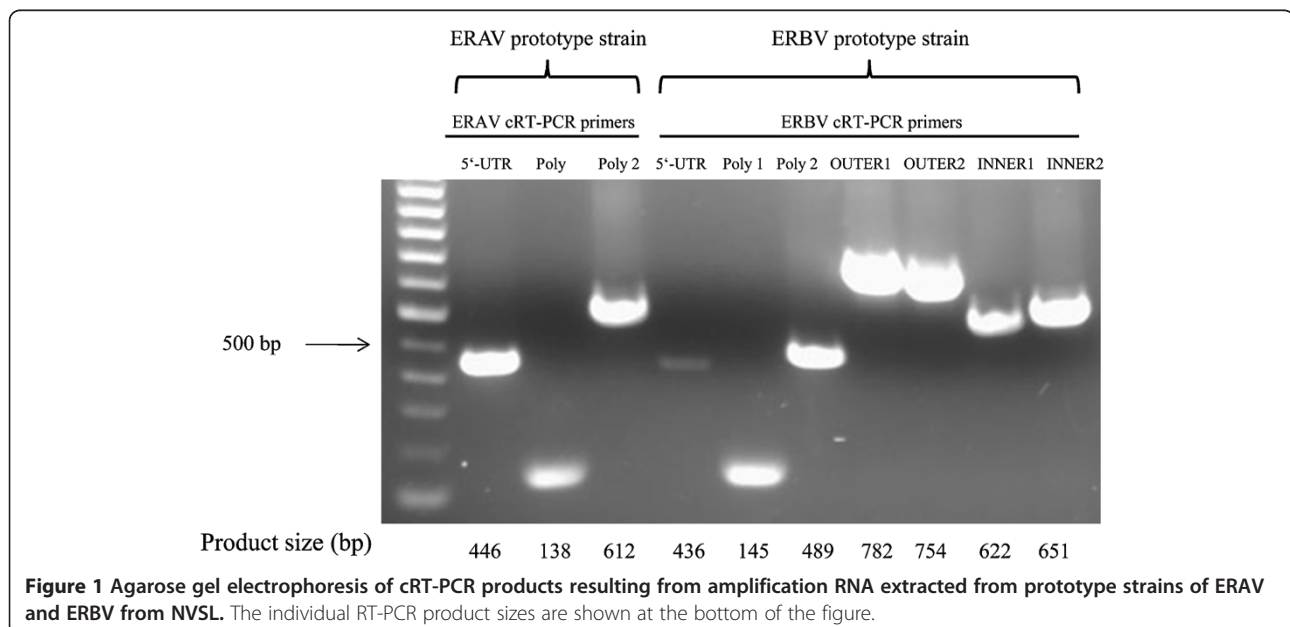 ERAV prototype strain ERBV prototype strain
ERAV cRT-PCR primers ERBV cRT-PCR primers
5‘-UTR Poly Poly 2 5‘-UTR Poly 1 Poly 2 OUTER1 OUTER2 INNER1 INNER2
500 bp
Product size (bp) 446 138 612 436 145 489 782 754 622 651
Figure 1 Agarose gel electrophoresis of cRT-PCR products resulting from amplification RNA extracted from prototype strains of ERAV
and ERBV from NVSL. The individual RT-PCR product sizes are shown at the bottom of the figure.